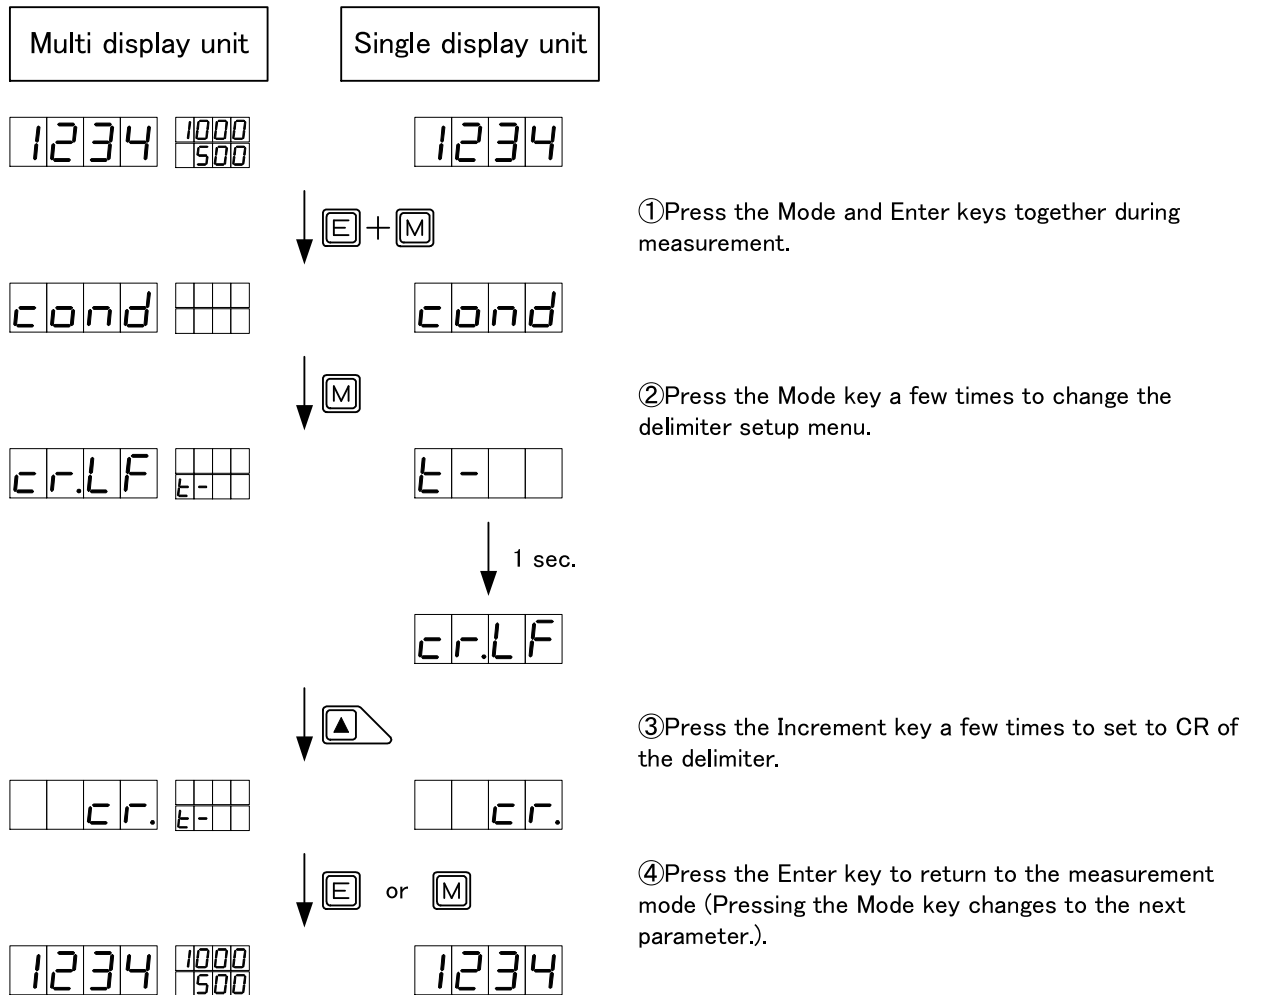 Multi display unit Single display unit
1234 1000 1234
500
E + M
①Press the Mode and Enter keys together during
measurement.
cond cond
M
②Press the Mode key a few times to change the
delimiter setup menu.
cr.LF t- t-
1 sec.
cr.LF
▲
③Press the Increment key a few times to set to CR of
the delimiter.
cr. t- cr.
E or M
④Press the Enter key to return to the measurement
mode (Pressing the Mode key changes to the next
parameter.).
1234 1000 1234
500